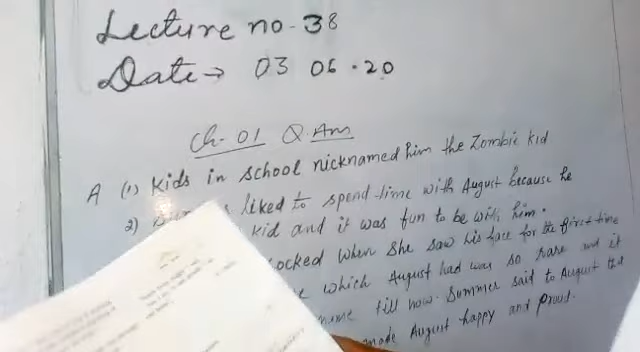 Lecture no - 38
Date → 03 06 . 20
Ch- 01 Q. Ans
A (1) Kids in school nicknamed him the Zombie kid
2) liked to spend time with August because he
kid and it was fun to be with him.
ocked when she saw his face for the first time
which August had was so rare and it
name till now. Summer said to August that
made August happy and proud.